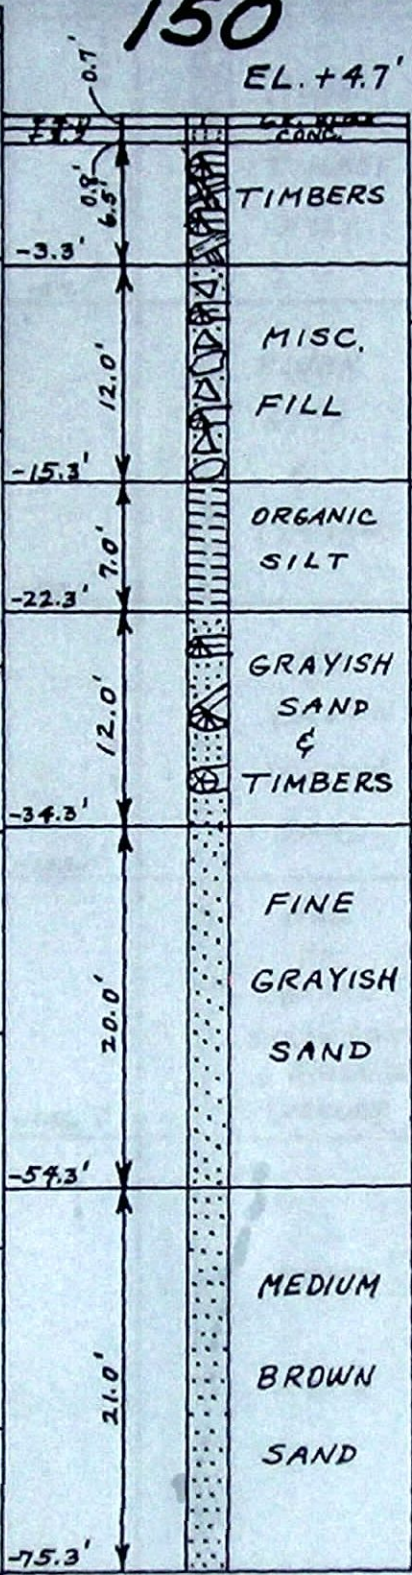 150
EL. +4.7'
0.7'
CONC.
0.8'
6.5'
TIMBERS
-3.3'
12.0'
MISC.
FILL
-15.3'
7.0'
ORGANIC
SILT
-22.3'
12.0'
GRAYISH
SAND
&
TIMBERS
-34.3'
20.0'
FINE
GRAYISH
SAND
-54.3'
21.0'
MEDIUM
BROWN
SAND
-75.3'